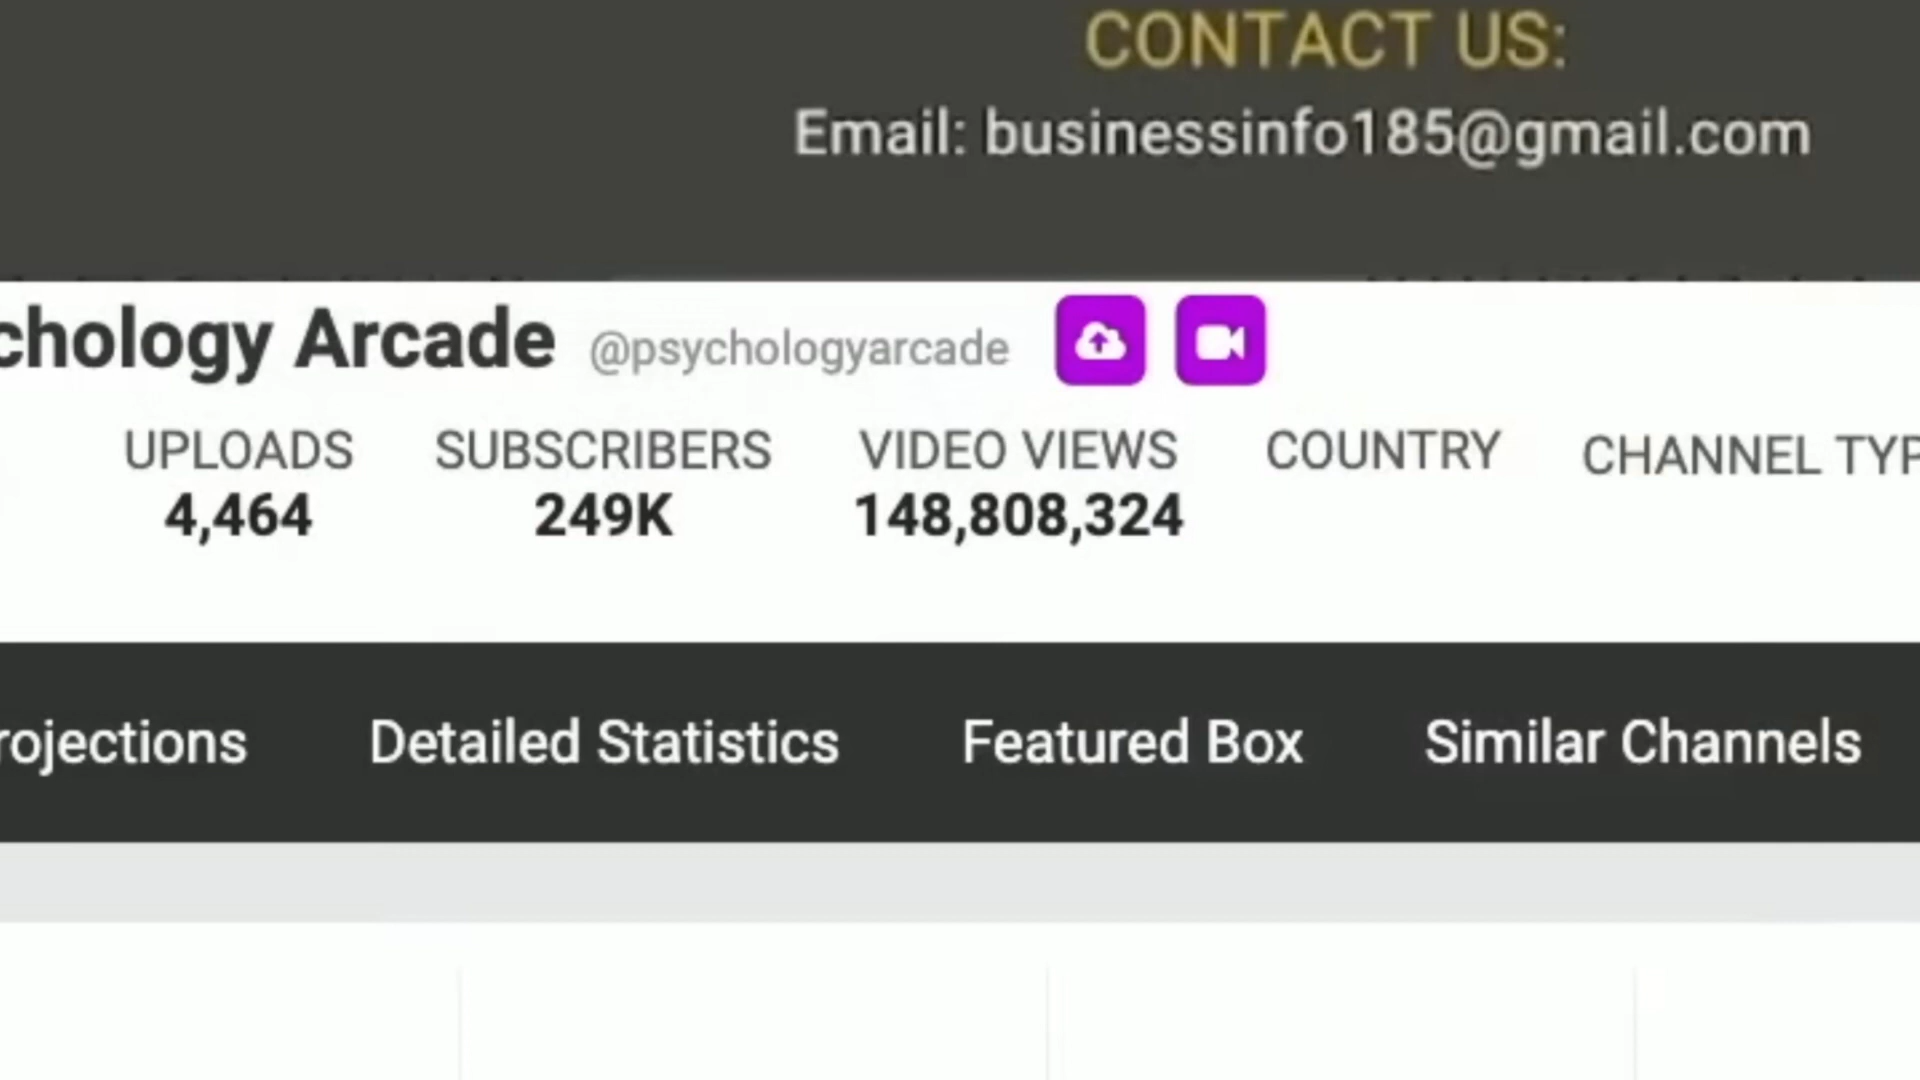 CONTACT US:
Email: businessinfo185@gmail.com
chology Arcade @psychologyarcade
UPLOADS SUBSCRIBERS VIDEO VIEWS COUNTRY CHANNEL TYP
4,464 249K 148,808,324
rojections Detailed Statistics Featured Box Similar Channels